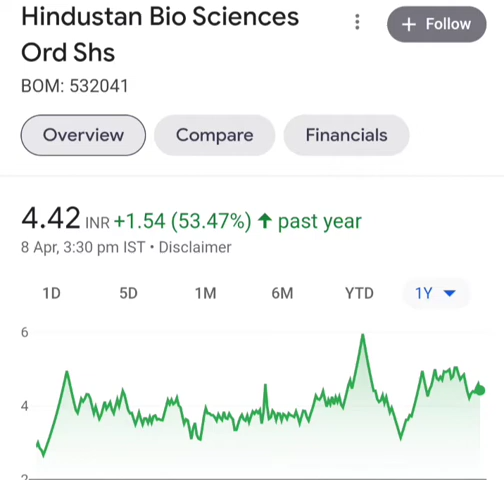 Hindustan Bio Sciences
Ord Shs
+ Follow
BOM: 532041
Overview
Compare
Financials
4.42 INR +1.54 (53.47%) ↑ past year
8 Apr, 3:30 pm IST • Disclaimer
1D 5D 1M 6M YTD 1Y
6
4
2